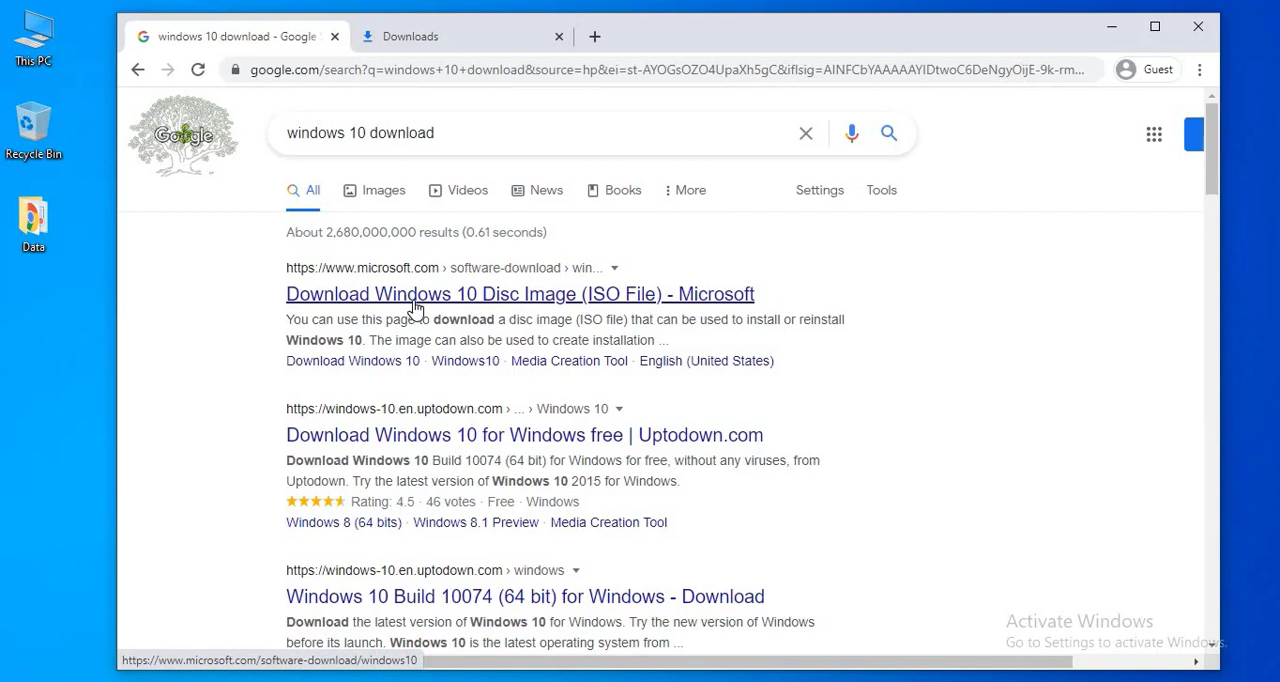 This PC
Recycle Bin
Data
windows 10 download - Google
Downloads
google.com/search?q=windows+10+download&source=hp&ei=st-AYOGsOZO4UpaXh5gC&iflsig=AINFCbYAAAAAYIDtwoC6DeNgyOijE-9k-rm...
Guest
Google
windows 10 download
All
Images
Videos
News
Books
More
Settings
Tools
About 2,680,000,000 results (0.61 seconds)
https://www.microsoft.com › software-download › win...
Download Windows 10 Disc Image (ISO File) - Microsoft
You can use this page to download a disc image (ISO file) that can be used to install or reinstall
Windows 10. The image can also be used to create installation ...
Download Windows 10 · Windows10 · Media Creation Tool · English (United States)
https://windows-10.en.uptodown.com › ... › Windows 10
Download Windows 10 for Windows free | Uptodown.com
Download Windows 10 Build 10074 (64 bit) for Windows for free, without any viruses, from
Uptodown. Try the latest version of Windows 10 2015 for Windows.
Rating: 4.5 · 46 votes · Free · Windows
Windows 8 (64 bits) · Windows 8.1 Preview · Media Creation Tool
https://windows-10.en.uptodown.com › windows
Windows 10 Build 10074 (64 bit) for Windows - Download
Download the latest version of Windows 10 for Windows. Try the new version of Windows
before its launch. Windows 10 is the latest operating system from ...
Activate Windows
Go to Settings to activate Windows.
https://www.microsoft.com/software-download/windows10